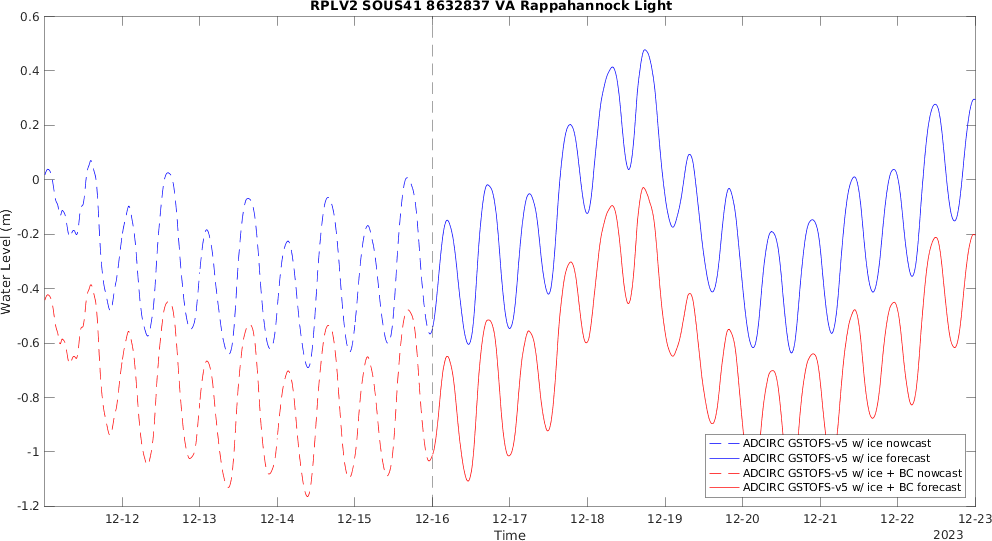 RPLV2 SOUS41 8632837 VA Rappahannock Light
0.6
0.4
0.2
0
-0.2
-0.4
-0.6
-0.8
-1
-1.2
Water Level (m)
ADCIRC GSTOFS-v5 w/ ice nowcast
ADCIRC GSTOFS-v5 w/ ice forecast
ADCIRC GSTOFS-v5 w/ ice + BC nowcast
ADCIRC GSTOFS-v5 w/ ice + BC forecast
12-12 12-13 12-14 12-15 12-16 12-17 12-18 12-19 12-20 12-21 12-22 12-23
Time
2023